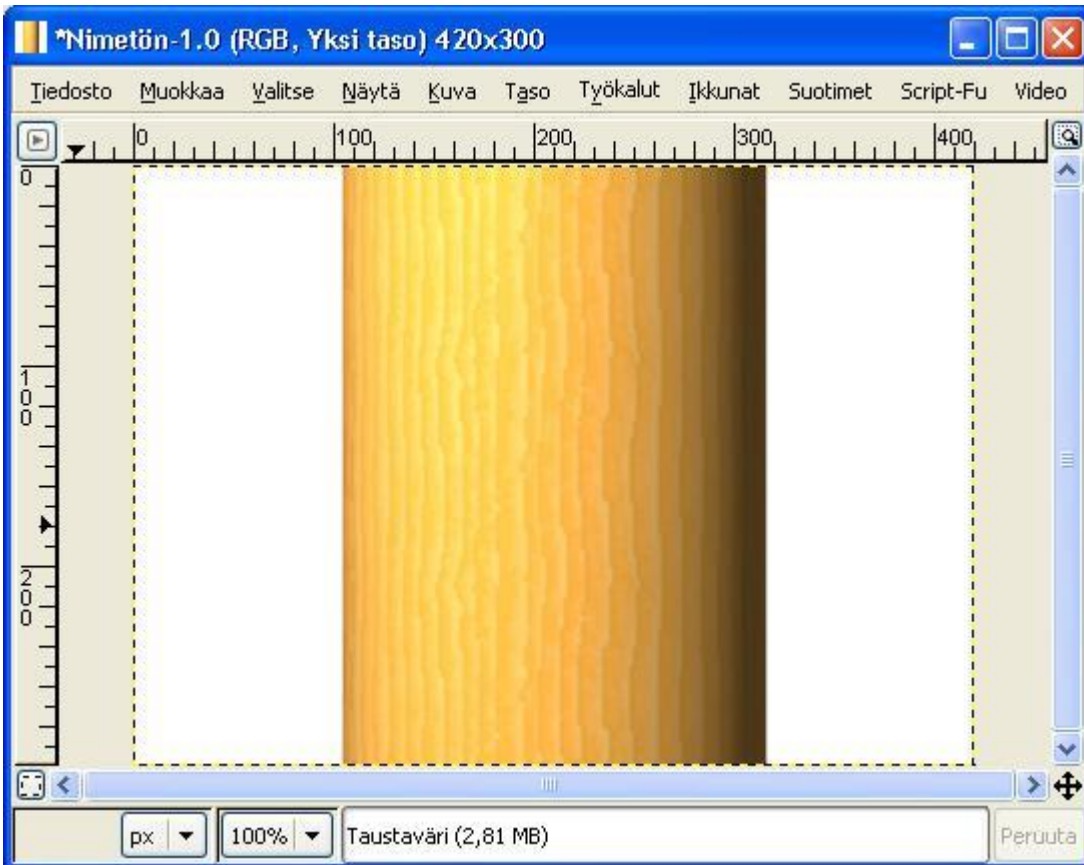 *Nimetön-1.0 (RGB, Yksi taso) 420x300
Tiedosto Muokkaa Valitse Näytä Kuva Taso Työkalut Ikkunat Suotimet Script-Fu Video
0 100 200 300 400
0
100
200
px 100% Taustaväri (2,81 MB) Peruuta